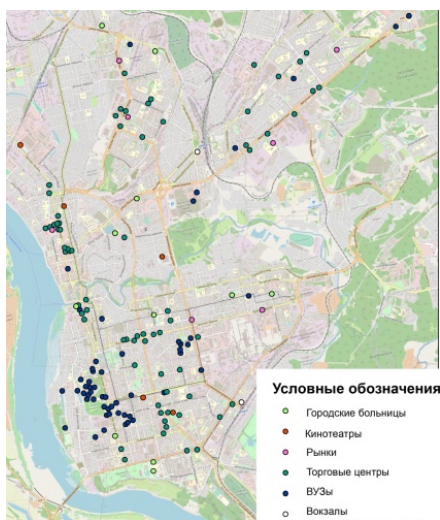 Условные обозначения
Городские больницы
Кинотеатры
Рынки
Торговые центры
ВУЗы
Вокзалы